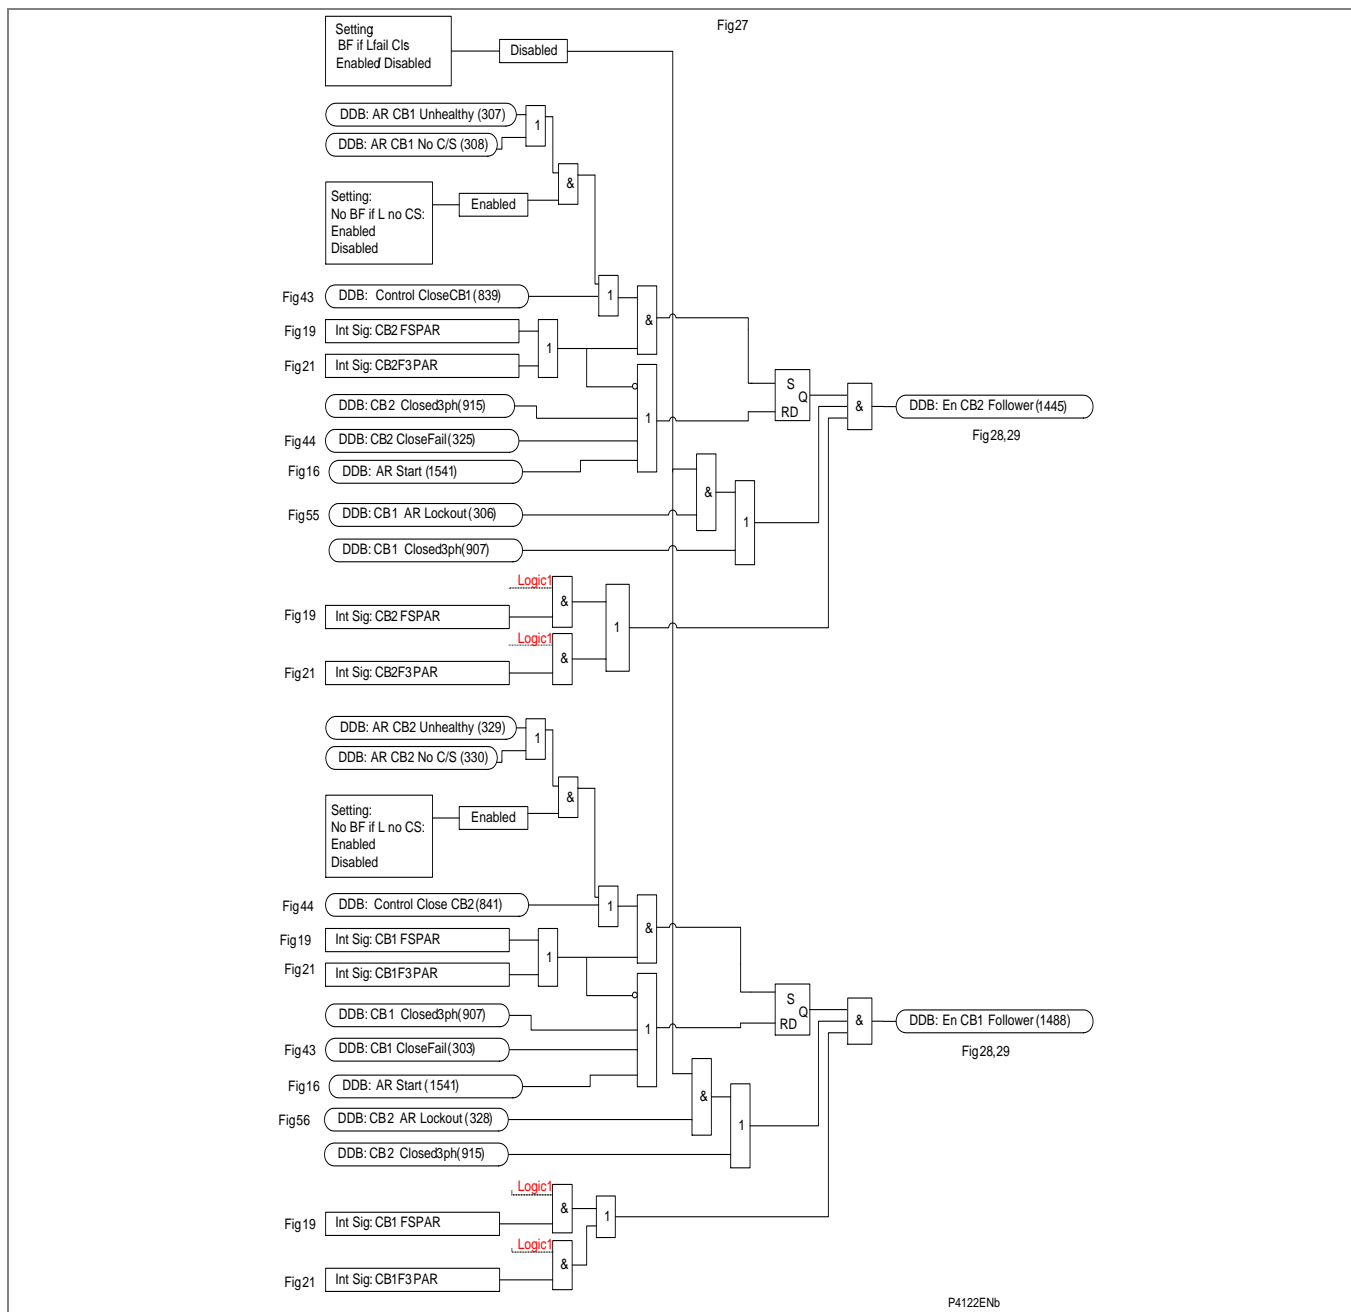 Fig27
Setting
BF if Lfail Cls
Enabled/ Disabled
Disabled
DDB: AR CB1 Unhealthy (307)
1
DDB: AR CB1 No C/S (308)
&
Setting:
No BF if L no CS:
Enabled
Disabled
Enabled
Fig43
DDB: Control CloseCB1 (839)
1
&
Fig19
Int Sig: CB2 FSPAR
1
Fig21
Int Sig: CB2F3PAR
S
Q
RD
&
DDB: En CB2 Follower (1445)
Fig28,29
DDB: CB2 Closed3ph(915)
1
Fig44
DDB: CB2 CloseFail(325)
Fig16
DDB: AR Start (1541)
&
Fig55
DDB: CB1 AR Lockout (306)
1
DDB: CB1 Closed3ph(907)
Logic1
&
Fig19
Int Sig: CB2 FSPAR
1
Logic1
&
Fig21
Int Sig: CB2F3PAR
DDB: AR CB2 Unhealthy (329)
1
DDB: AR CB2 No C/S (330)
&
Setting:
No BF if L no CS:
Enabled
Disabled
Enabled
Fig44
DDB: Control Close CB2 (841)
1
&
Fig19
Int Sig: CB1 FSPAR
1
Fig21
Int Sig: CB1F3PAR
S
Q
RD
&
DDB: En CB1 Follower (1488)
Fig28,29
DDB: CB1 Closed3ph(907)
1
Fig43
DDB: CB1 CloseFail(303)
Fig16
DDB: AR Start (1541)
&
Fig56
DDB: CB2 AR Lockout (328)
1
DDB: CB2 Closed3ph(915)
Logic1
&
Fig19
Int Sig: CB1 FSPAR
1
Logic1
&
Fig21
Int Sig: CB1F3PAR
P4122ENb